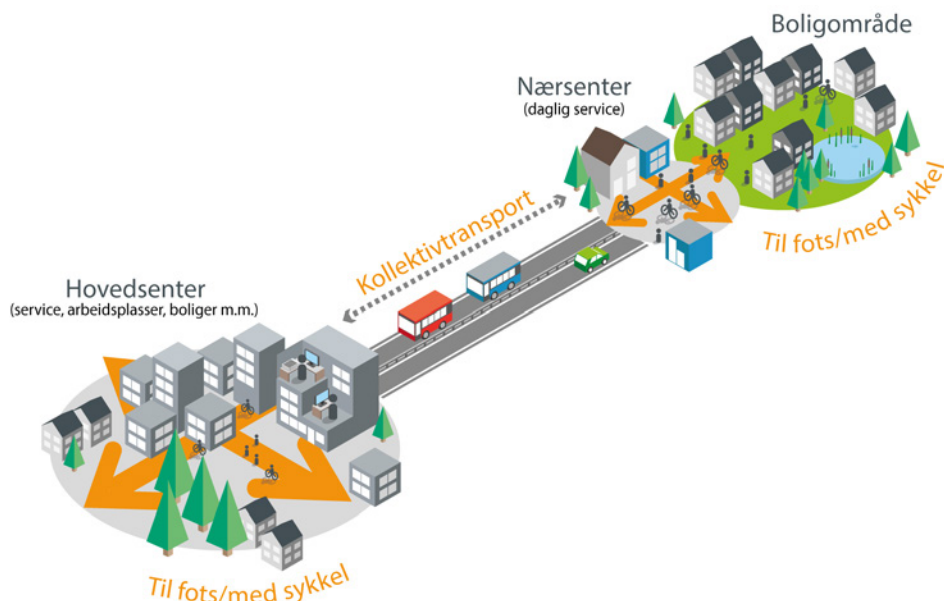 Boligområde
Nærsenter
(daglig service)
Kollektivtransport
Til fots/med sykkel
Hovedsenter
(service, arbeidsplasser, boliger m.m.)
Til fots/med sykkel